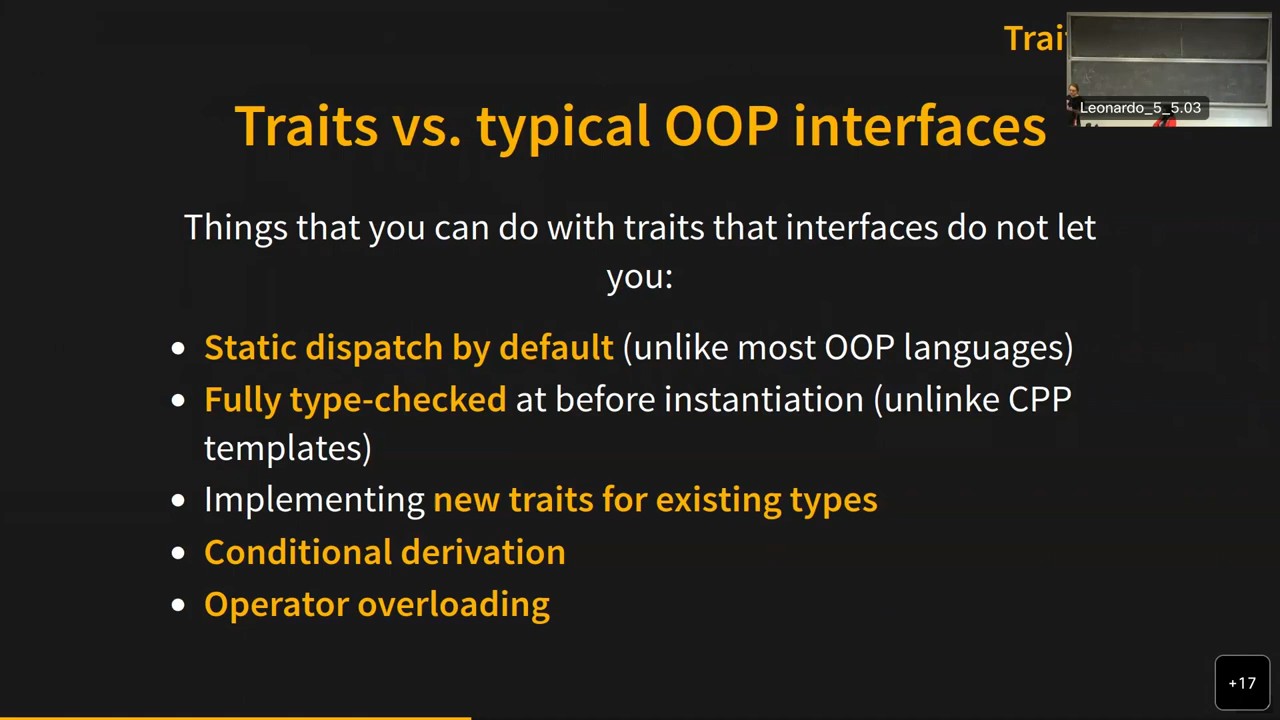 Trai
Leonardo_5_5.03
Traits vs. typical OOP interfaces
Things that you can do with traits that interfaces do not let
you:
• Static dispatch by default (unlike most OOP languages)
• Fully type-checked at before instantiation (unlinke CPP
templates)
• Implementing new traits for existing types
• Conditional derivation
• Operator overloading
+17